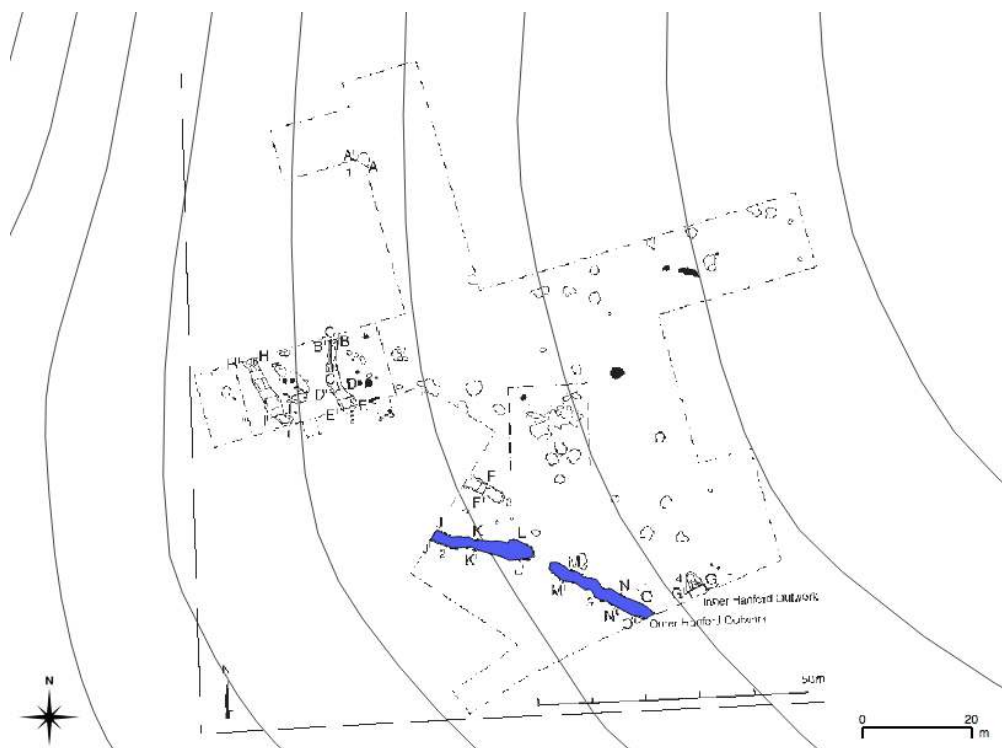 A' A
1
H' H
C'
B' B
C
D' D
E' E
F
F'
J
J'
2
K
K'
L
M
M'
N
N'
4
G' G
Inner Hanford Outwork
Outer Hanford Outwork
50m
N
0 20
m